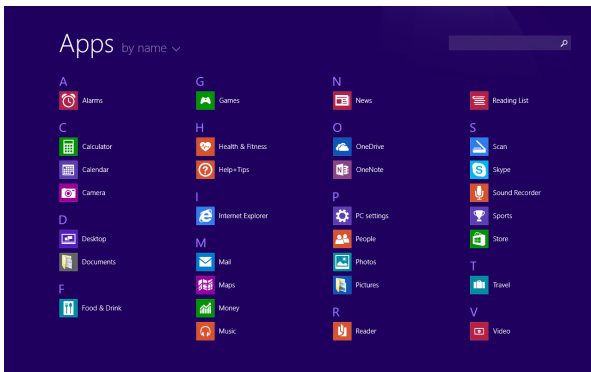 Apps by name
A
Alarms
C
Calculator
Calendar
Camera
D
Desktop
Documents
F
Food & Drink
G
Games
H
Health & Fitness
Help+Tips
I
Internet Explorer
M
Mail
Maps
Money
Music
N
News
O
OneDrive
OneNote
P
PC settings
People
Photos
Pictures
R
Reader
Reading List
S
Scan
Skype
Sound Recorder
Sports
Store
T
Travel
V
Video